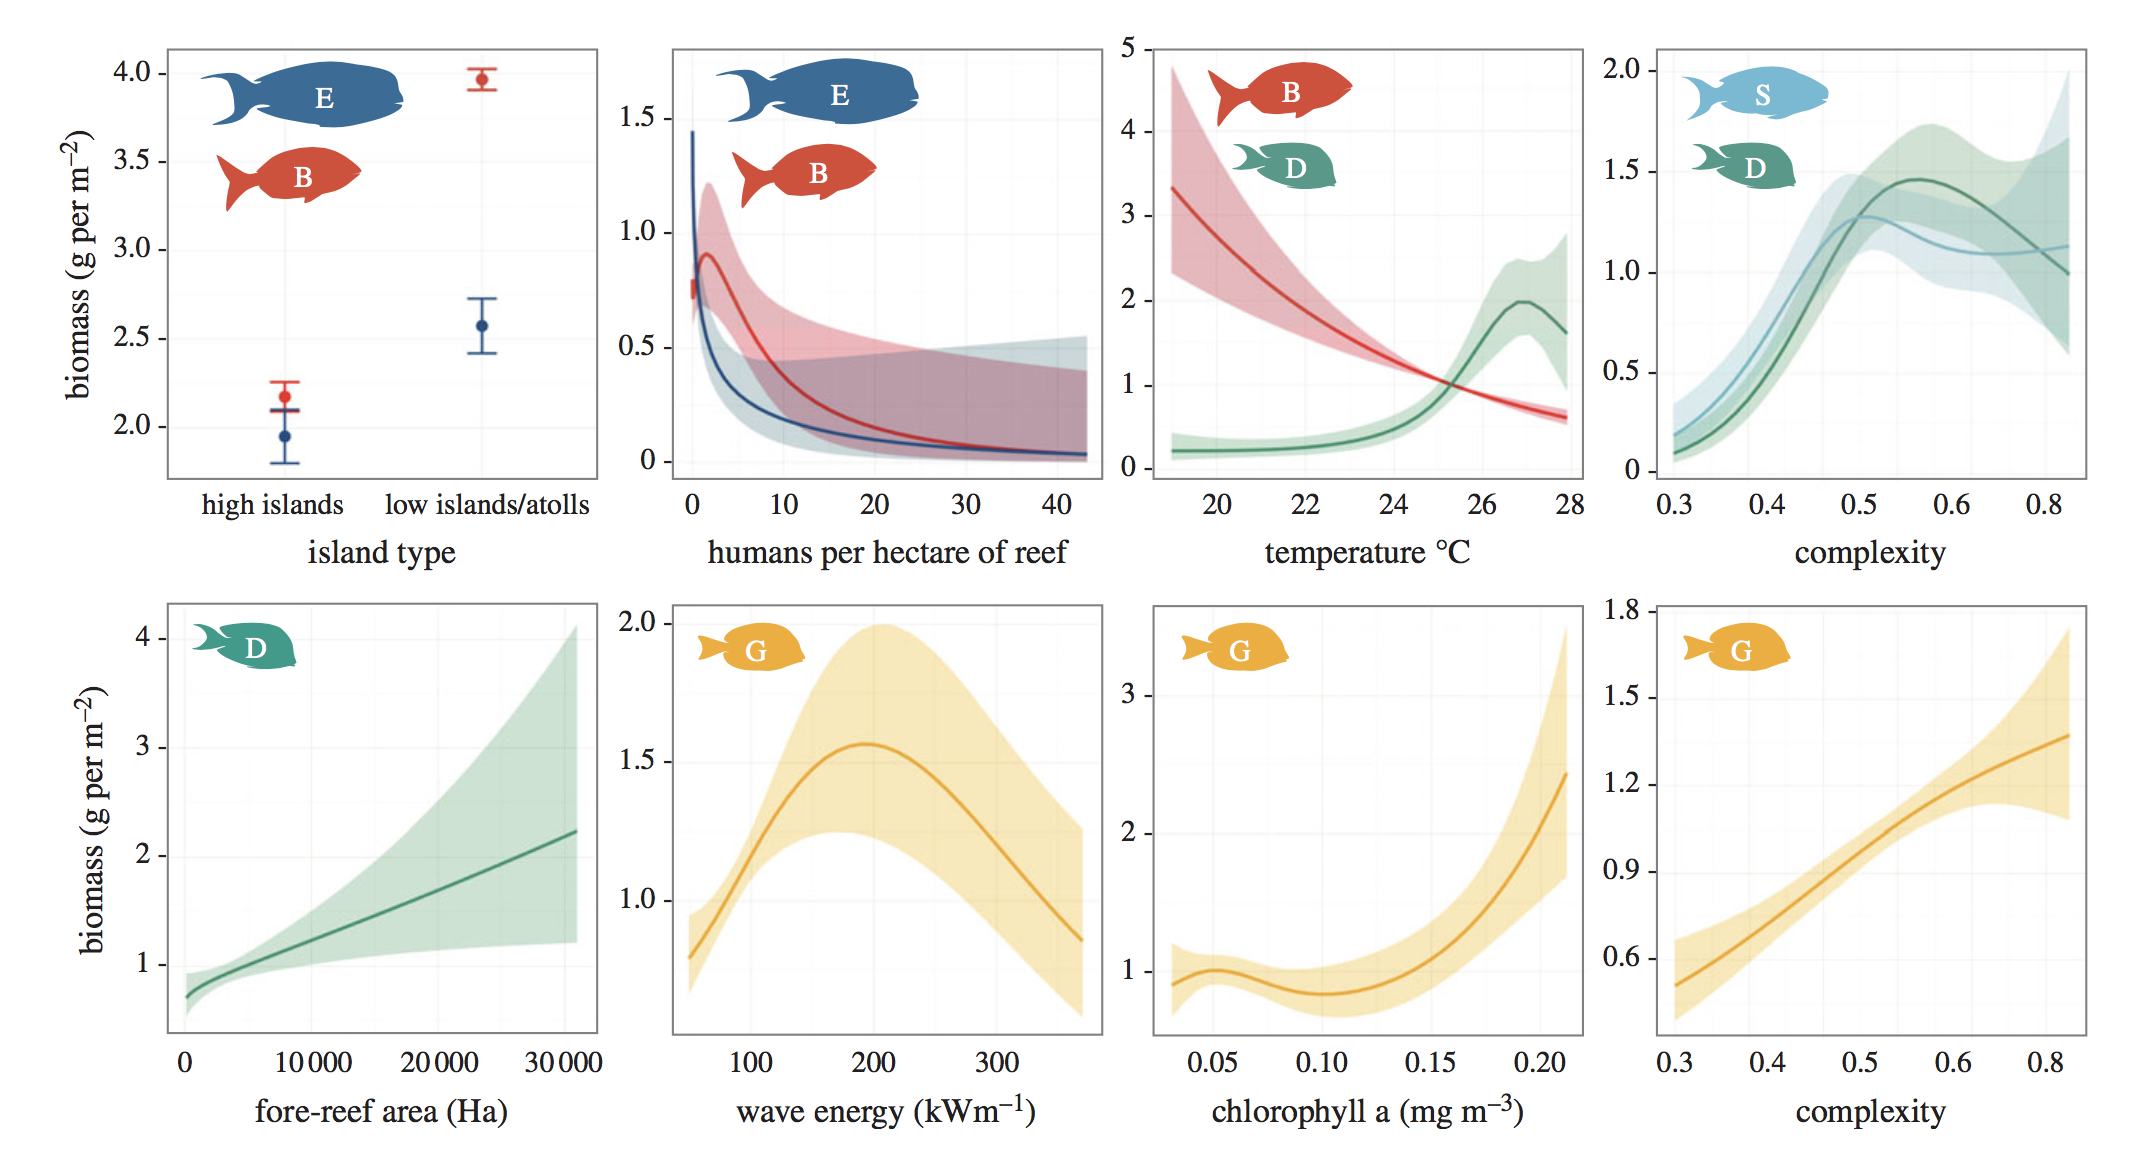 biomass (g per m⁻²)
4.0
3.5
3.0
2.5
2.0
E
B
high islands low islands/atolls
island type
1.5
1.0
0.5
0
E
B
0 10 20 30 40
humans per hectare of reef
5
4
3
2
1
0
B
D
20 22 24 26 28
temperature °C
2.0
1.5
1.0
0.5
0
S
D
0.3 0.4 0.5 0.6 0.8
complexity
biomass (g per m⁻²)
4
3
2
1
D
0 10 000 20 000 30 000
fore-reef area (Ha)
2.0
1.5
1.0
G
100 200 300
wave energy (kWm⁻¹)
3
2
1
G
0.05 0.10 0.15 0.20
chlorophyll a (mg m⁻³)
1.8
1.5
1.2
0.9
0.6
G
0.3 0.4 0.5 0.6 0.8
complexity